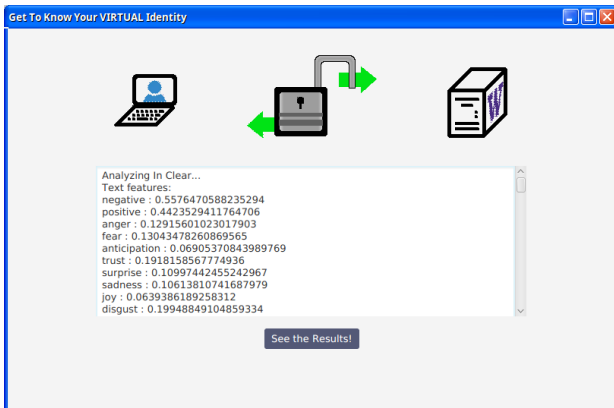 Get To Know Your VIRTUAL Identity
Analyzing In Clear...
Text features:
negative : 0.5576470588235294
positive : 0.4423529411764706
anger : 0.12915601023017903
fear : 0.13043478260869565
anticipation : 0.06905370843989769
trust : 0.1918158567774936
surprise : 0.10997442455242967
sadness : 0.10613810741687979
joy : 0.0639386189258312
disgust : 0.19948849104859334
See the Results!